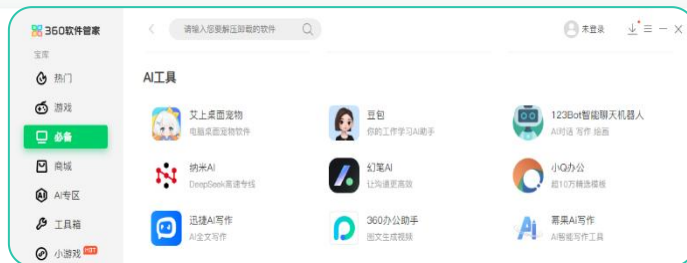 360软件管家
请输入您要解压卸载的软件
未登录
宝库
热门
游戏
必备
商城
AI专区
工具箱
小游戏 HOT
AI工具
艾上桌面宠物
电脑桌面宠物软件
豆包
你的工作学习AI助手
123Bot智能聊天机器人
AI对话 写作 绘画
纳米AI
DeepSeek高速专线
幻笔AI
让沟通更高效
小Q办公
超10万精选模板
迅捷AI写作
AI全文写作
360办公助手
图文生成视频
幕果AI写作
AI智能写作工具